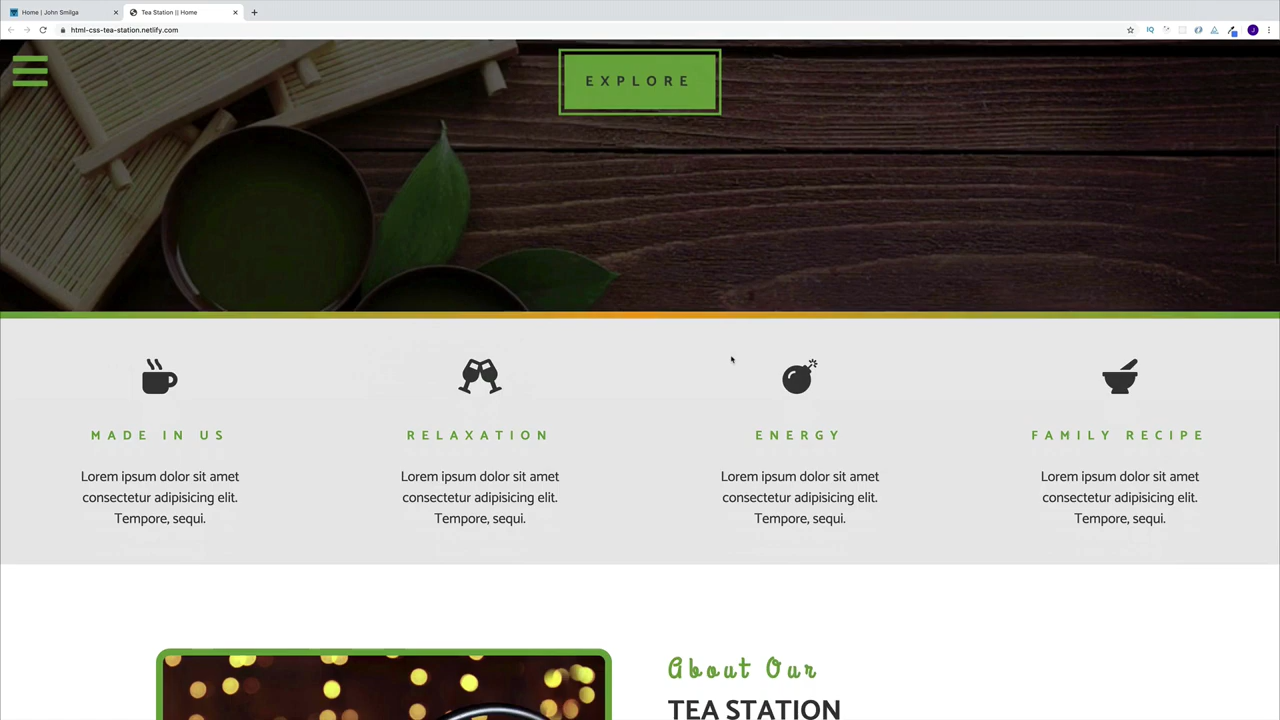 Home | John Smilga
Tea Station || Home
html-css-tea-station.netlify.com
IQ
J
EXPLORE
MADE IN US
Lorem ipsum dolor sit amet
consectetur adipisicing elit.
Tempore, sequi.
RELAXATION
Lorem ipsum dolor sit amet
consectetur adipisicing elit.
Tempore, sequi.
ENERGY
Lorem ipsum dolor sit amet
consectetur adipisicing elit.
Tempore, sequi.
FAMILY RECIPE
Lorem ipsum dolor sit amet
consectetur adipisicing elit.
Tempore, sequi.
About Our
TEA STATION